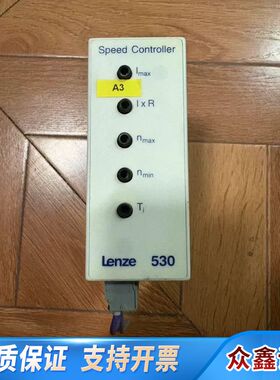 Speed Controller
Imax
A3
I x R
nmax
nmin
Ti
Lenze 530
质保证 支持开票 众鑫